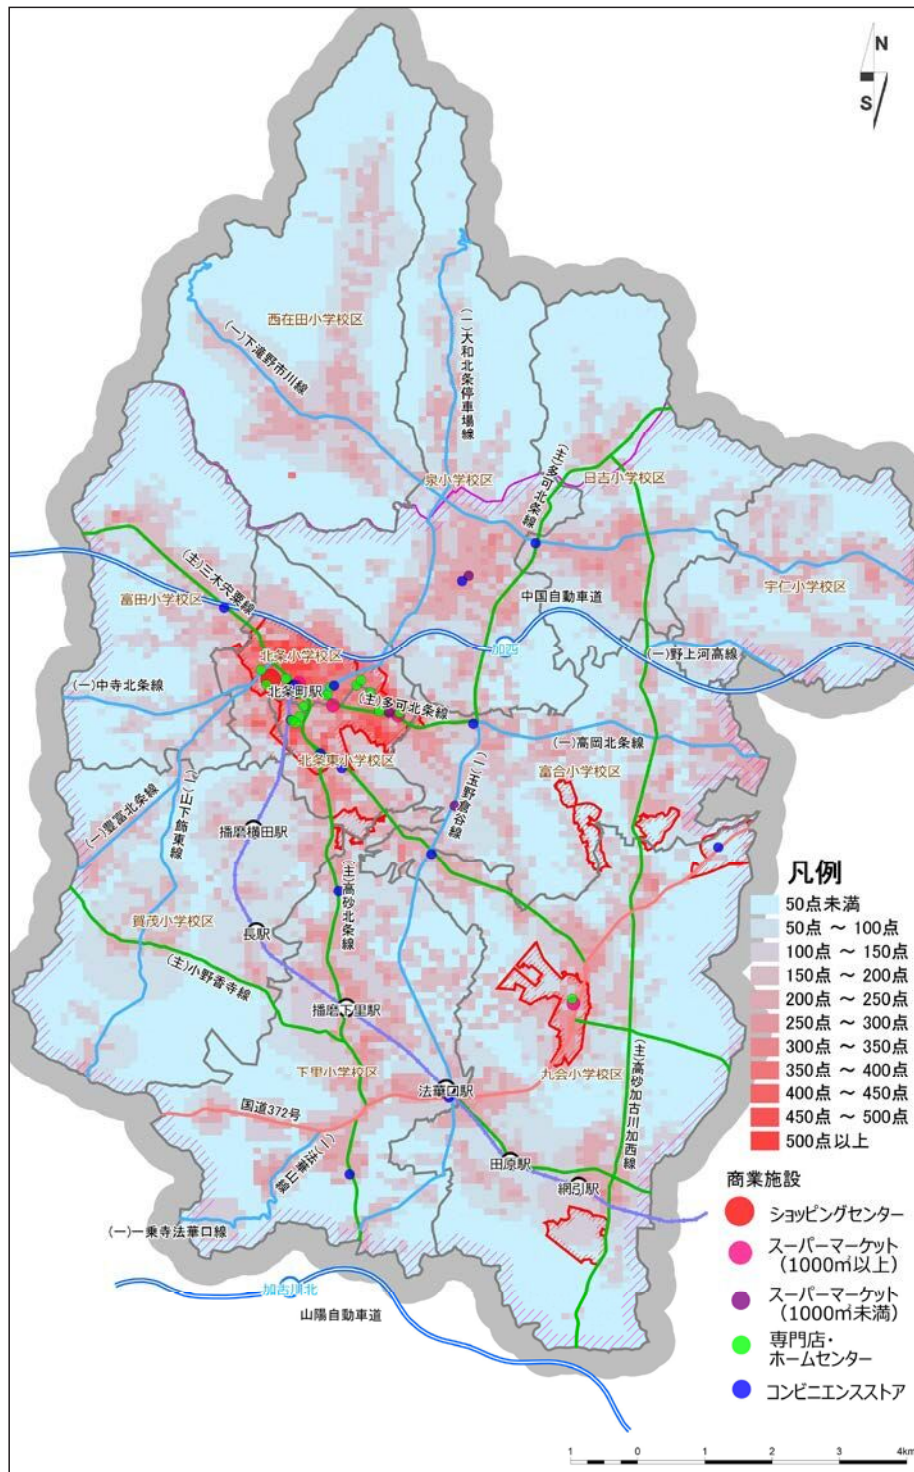 N
S
西在田小学校区
(一)下滝野市川線
(一)大和北条停車場線
泉小学校区
(主)多可北条線
日吉小学校区
(主)三木宍粟線
富田小学校区
中国自動車道
宇仁小学校区
加西
北条小学校区
(一)野上河高線
(一)中寺北条線
北条町駅
(主)多可北条線
(一)高岡北条線
北条東小学校区
富合小学校区
(一)玉野倉谷線
(一)豊富北条線
(一)山下飾東線
播磨横田駅
(主)高砂北条線
賀茂小学校区
長駅
(主)小野香寺線
播磨下里駅
下里小学校区
法華口駅
九会小学校区
(主)高砂加古川加西線
国道372号
(一)法華山線
田原駅
網引駅
(一)一乗寺法華口線
加古川北
山陽自動車道
凡例
50点未満
50点 ～ 100点
100点 ～ 150点
150点 ～ 200点
200点 ～ 250点
250点 ～ 300点
300点 ～ 350点
350点 ～ 400点
400点 ～ 450点
450点 ～ 500点
500点以上
商業施設
ショッピングセンター
スーパーマーケット
(1000㎡以上)
スーパーマーケット
(1000㎡未満)
専門店・
ホームセンター
コンビニエンスストア
1 0 1 2 3 4km